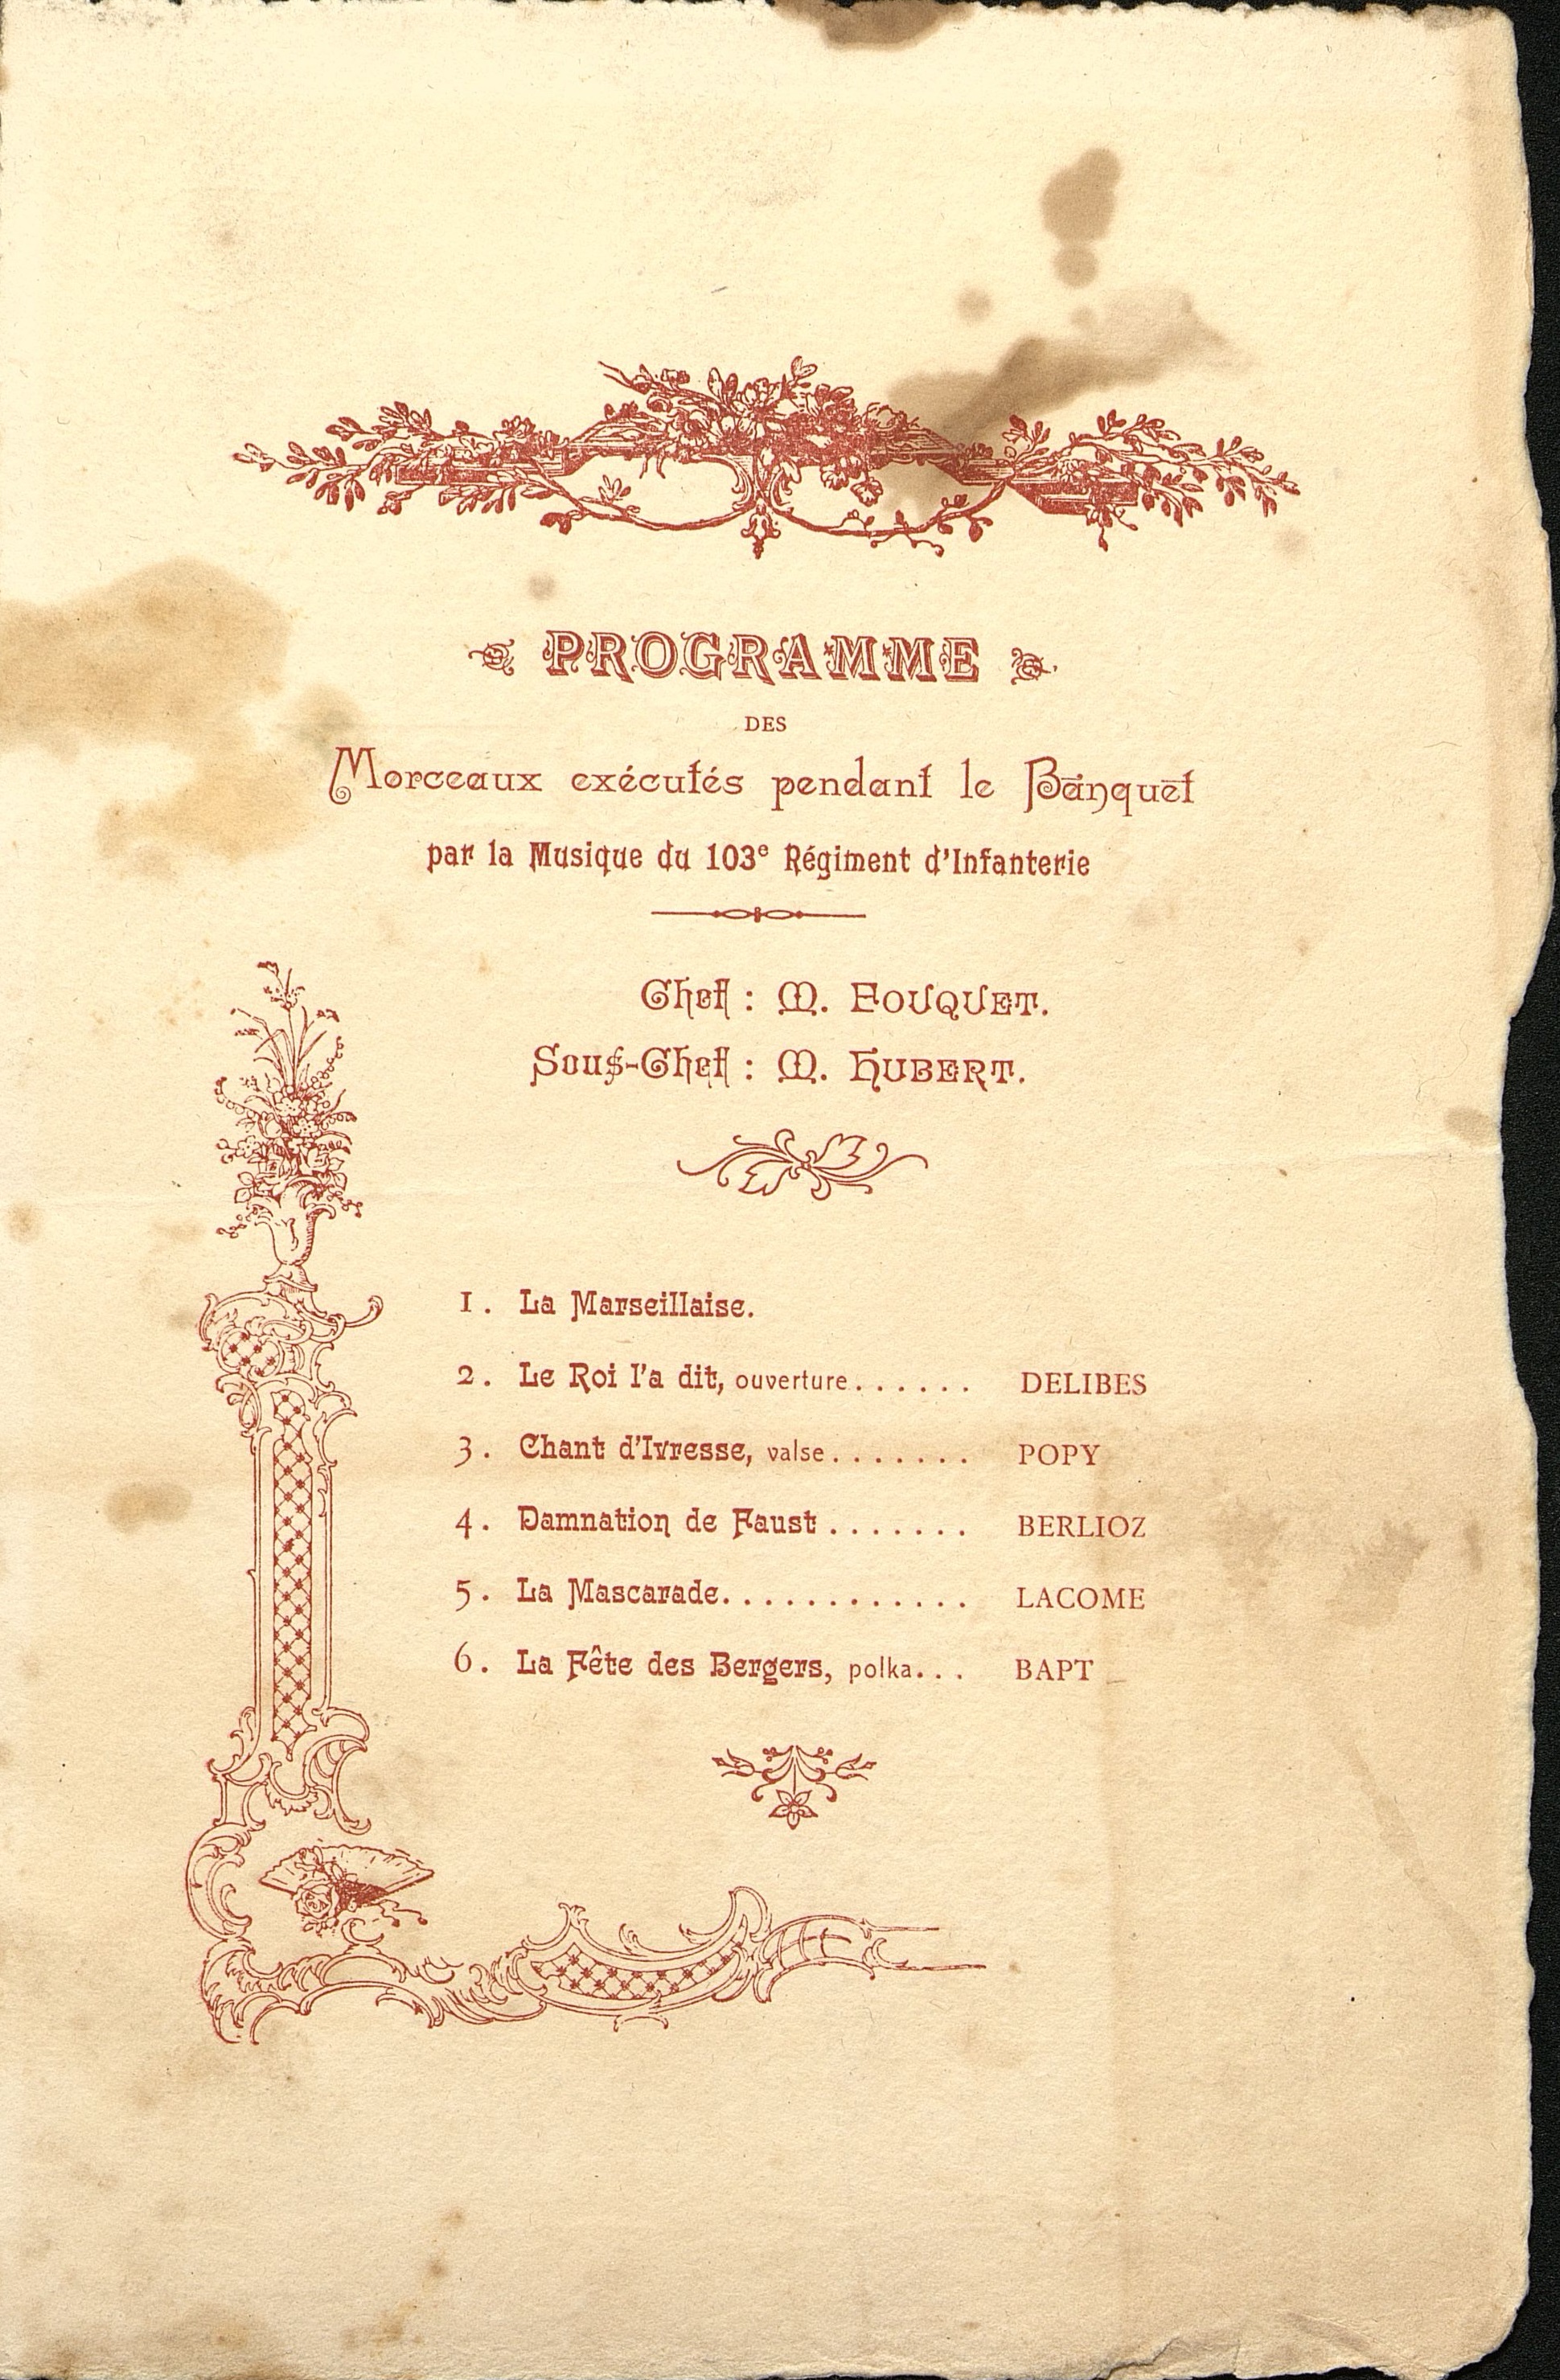 PROGRAMME
DES
Morceaux exécutés pendant le Banquet
par la Musique du 103e Régiment d'Infanterie
Chef : M. FOUQUET.
Sous-Chef : M. HUBERT.
1. La Marseillaise.
2. Le Roi l'a dit, ouverture...... DELIBES
3. Chant d'Ivresse, valse....... POPY
4. Damnation de Faust ....... BERLIOZ
5. La Mascarade............. LACOME
6. La Fête des Bergers, polka... BAPT